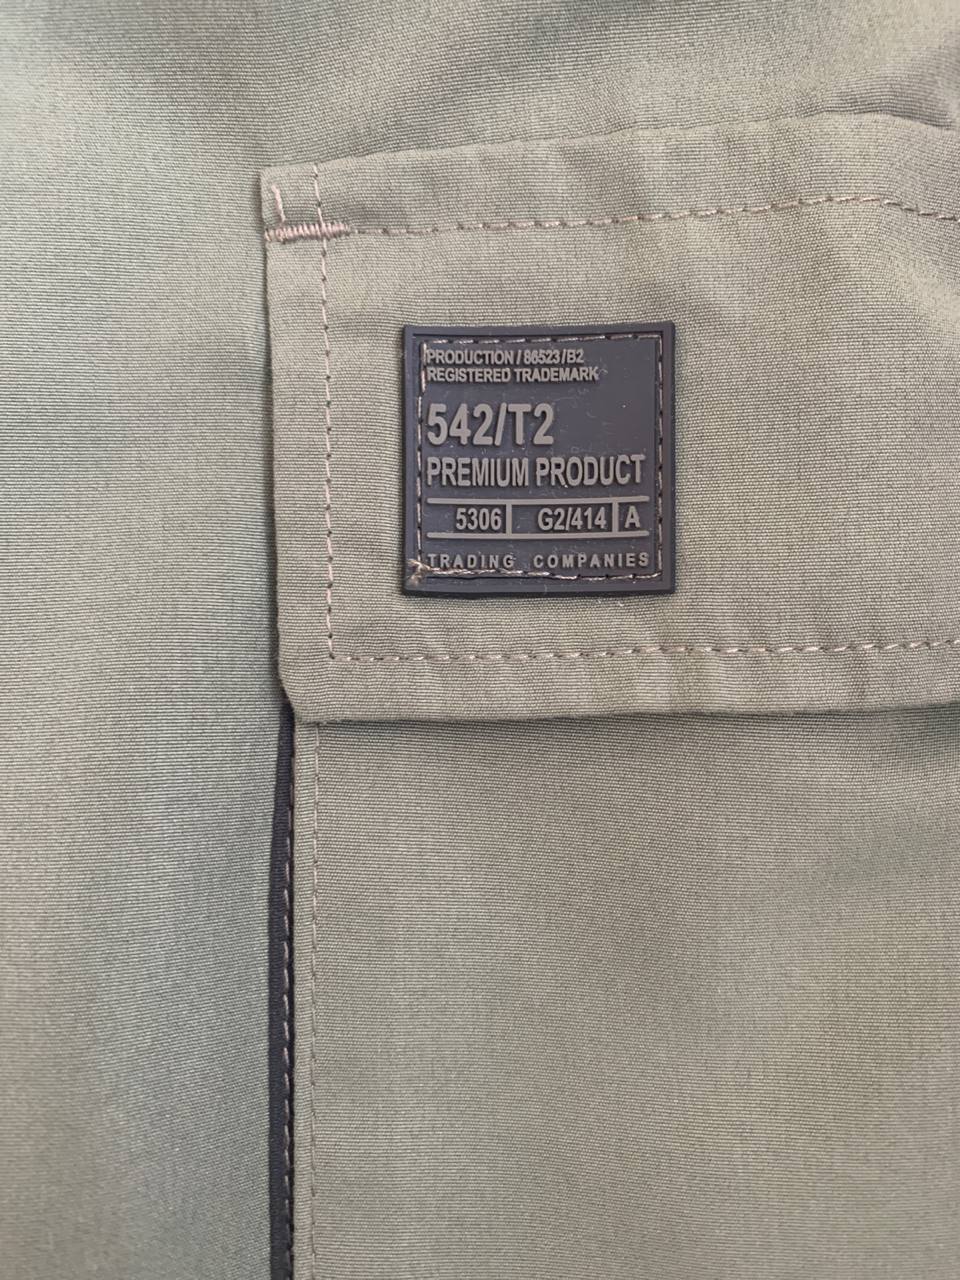 PRODUCTION / 86523 / B2
REGISTERED TRADEMARK
542/T2
PREMIUM PRODUCT
5306 G2/414 A
TRADING COMPANIES